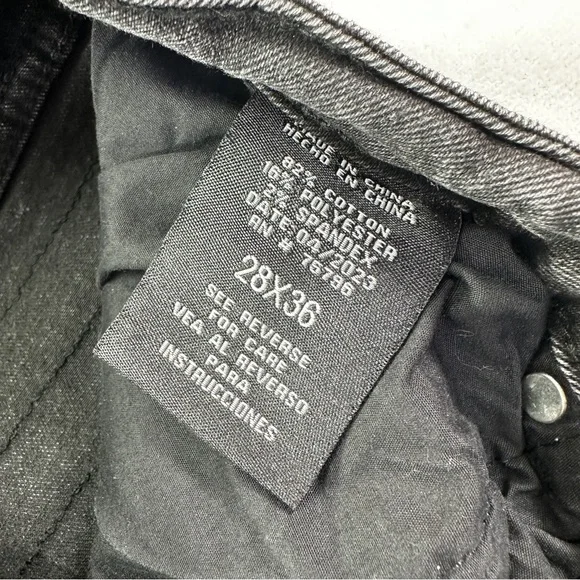 MADE IN CHINA
HECHO EN CHINA
82% COTTON
16% POLYESTER
2% SPANDEX
DATE: 04/2023
RN # 76796
28X36
SEE REVERSE
FOR CARE
VEA AL REVERSO
PARA
INSTRUCCIONES